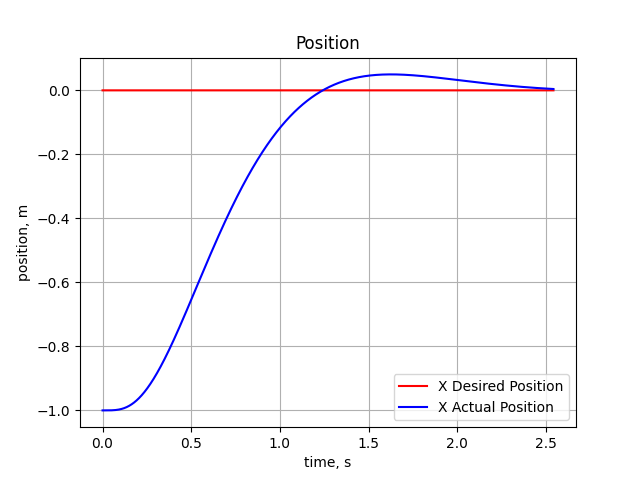 Position
0.0
−0.2
−0.4
−0.6
−0.8
−1.0
position, m
X Desired Position
X Actual Position
0.0 0.5 1.0 1.5 2.0 2.5
time, s